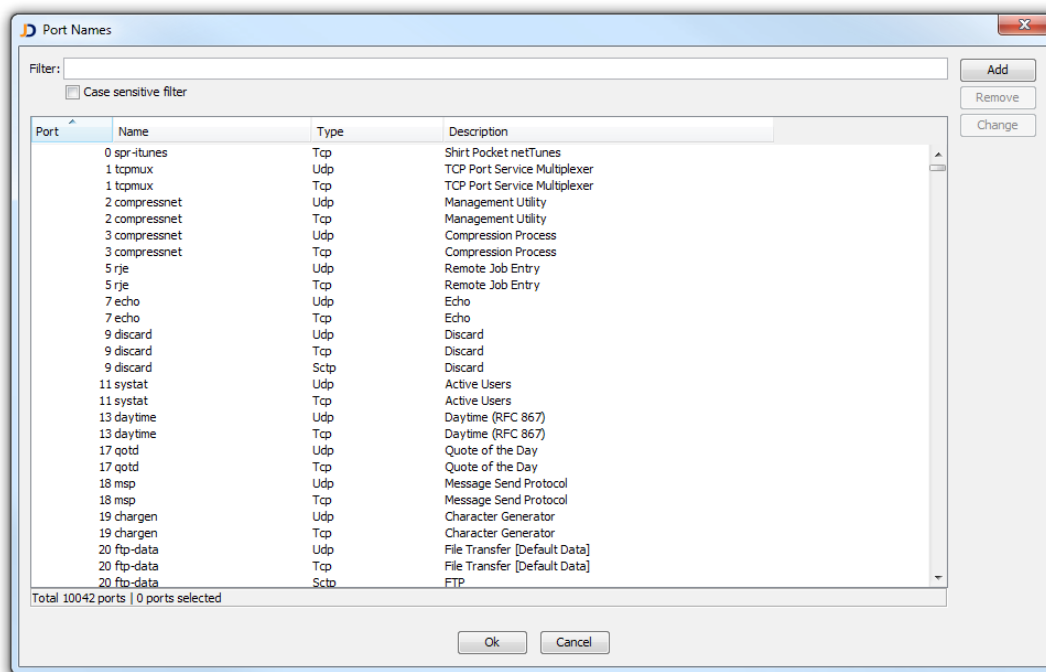 Port Names
Filter:
Add
Case sensitive filter
Remove
Change
Port Name Type Description
0 spr-itunes Tcp Shirt Pocket netTunes
1 tcpmux Udp TCP Port Service Multiplexer
1 tcpmux Tcp TCP Port Service Multiplexer
2 compressnet Udp Management Utility
2 compressnet Tcp Management Utility
3 compressnet Udp Compression Process
3 compressnet Tcp Compression Process
5 rje Udp Remote Job Entry
5 rje Tcp Remote Job Entry
7 echo Udp Echo
7 echo Tcp Echo
9 discard Udp Discard
9 discard Tcp Discard
9 discard Sctp Discard
11 systat Udp Active Users
11 systat Tcp Active Users
13 daytime Udp Daytime (RFC 867)
13 daytime Tcp Daytime (RFC 867)
17 qotd Udp Quote of the Day
17 qotd Tcp Quote of the Day
18 msp Udp Message Send Protocol
18 msp Tcp Message Send Protocol
19 chargen Udp Character Generator
19 chargen Tcp Character Generator
20 ftp-data Udp File Transfer [Default Data]
20 ftp-data Tcp File Transfer [Default Data]
20 ftp-data Sctp FTP
Total 10042 ports | 0 ports selected
Ok Cancel